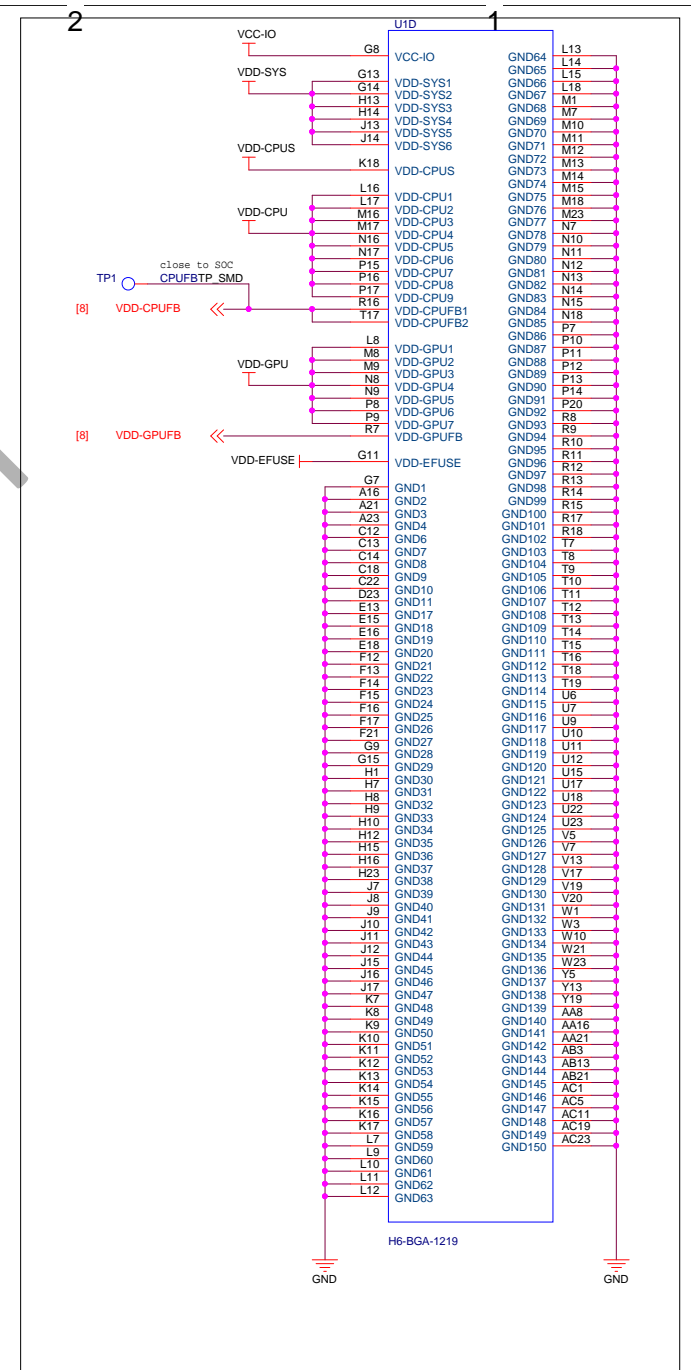 2
1
U1D
VCC-IO
G8 VCC-IO
VDD-SYS
G13 VDD-SYS1
G14 VDD-SYS2
H13 VDD-SYS3
H14 VDD-SYS4
J13 VDD-SYS5
J14 VDD-SYS6
VDD-CPUS
K18 VDD-CPUS
VDD-CPU
L16 VDD-CPU1
L17 VDD-CPU2
M16 VDD-CPU3
M17 VDD-CPU4
N16 VDD-CPU5
N17 VDD-CPU6
P15 VDD-CPU7
P16 VDD-CPU8
P17 VDD-CPU9
close to SOC
TP1 CPUFBTP_SMD
[8] VDD-CPUFB
R16 VDD-CPUFB1
T17 VDD-CPUFB2
VDD-GPU
L8 VDD-GPU1
M8 VDD-GPU2
M9 VDD-GPU3
N8 VDD-GPU4
N9 VDD-GPU5
P8 VDD-GPU6
P9 VDD-GPU7
[8] VDD-GPUFB
R7 VDD-GPUFB
VDD-EFUSE
G11 VDD-EFUSE
G7 GND1
A16 GND2
A21 GND3
A23 GND4
C12 GND6
C13 GND7
C14 GND8
C18 GND9
C22 GND10
D23 GND11
E13 GND17
E15 GND18
E16 GND19
E18 GND20
F12 GND21
F13 GND22
F14 GND23
F15 GND24
F16 GND25
F17 GND26
F21 GND27
G9 GND28
G15 GND29
H1 GND30
H7 GND31
H8 GND32
H9 GND33
H10 GND34
H12 GND35
H15 GND36
H16 GND37
H23 GND38
J7 GND39
J8 GND40
J9 GND41
J10 GND42
J11 GND43
J12 GND44
J15 GND45
J16 GND46
J17 GND47
K7 GND48
K8 GND49
K9 GND50
K10 GND51
K11 GND52
K12 GND53
K13 GND54
K14 GND55
K15 GND56
K16 GND57
K17 GND58
L7 GND59
L9 GND60
L10 GND61
L11 GND62
L12 GND63
GND64 L13
GND65 L14
GND66 L15
GND67 L18
GND68 M1
GND69 M7
GND70 M10
GND71 M11
GND72 M12
GND73 M13
GND74 M14
GND75 M15
GND76 M18
GND77 M23
GND78 N7
GND79 N10
GND80 N11
GND81 N12
GND82 N13
GND83 N14
GND84 N15
GND85 N18
GND86 P7
GND87 P10
GND88 P11
GND89 P12
GND90 P13
GND91 P14
GND92 P20
GND93 R8
GND94 R9
GND95 R10
GND96 R11
GND97 R12
GND98 R13
GND99 R14
GND100 R15
GND101 R17
GND102 R18
GND103 T7
GND104 T8
GND105 T9
GND106 T10
GND107 T11
GND108 T12
GND109 T13
GND110 T14
GND111 T15
GND112 T16
GND113 T18
GND114 T19
GND115 U6
GND116 U7
GND117 U9
GND118 U10
GND119 U11
GND120 U12
GND121 U15
GND122 U17
GND123 U18
GND124 U22
GND125 U23
GND126 V5
GND127 V7
GND128 V13
GND129 V17
GND130 V19
GND131 V20
GND132 W1
GND133 W3
GND134 W10
GND135 W21
GND136 W23
GND137 Y5
GND138 Y13
GND139 Y19
GND140 AA8
GND141 AA16
GND142 AA21
GND143 AB3
GND144 AB13
GND145 AB21
GND146 AC1
GND147 AC5
GND148 AC11
GND149 AC19
GND150 AC23
H6-BGA-1219
GND
GND